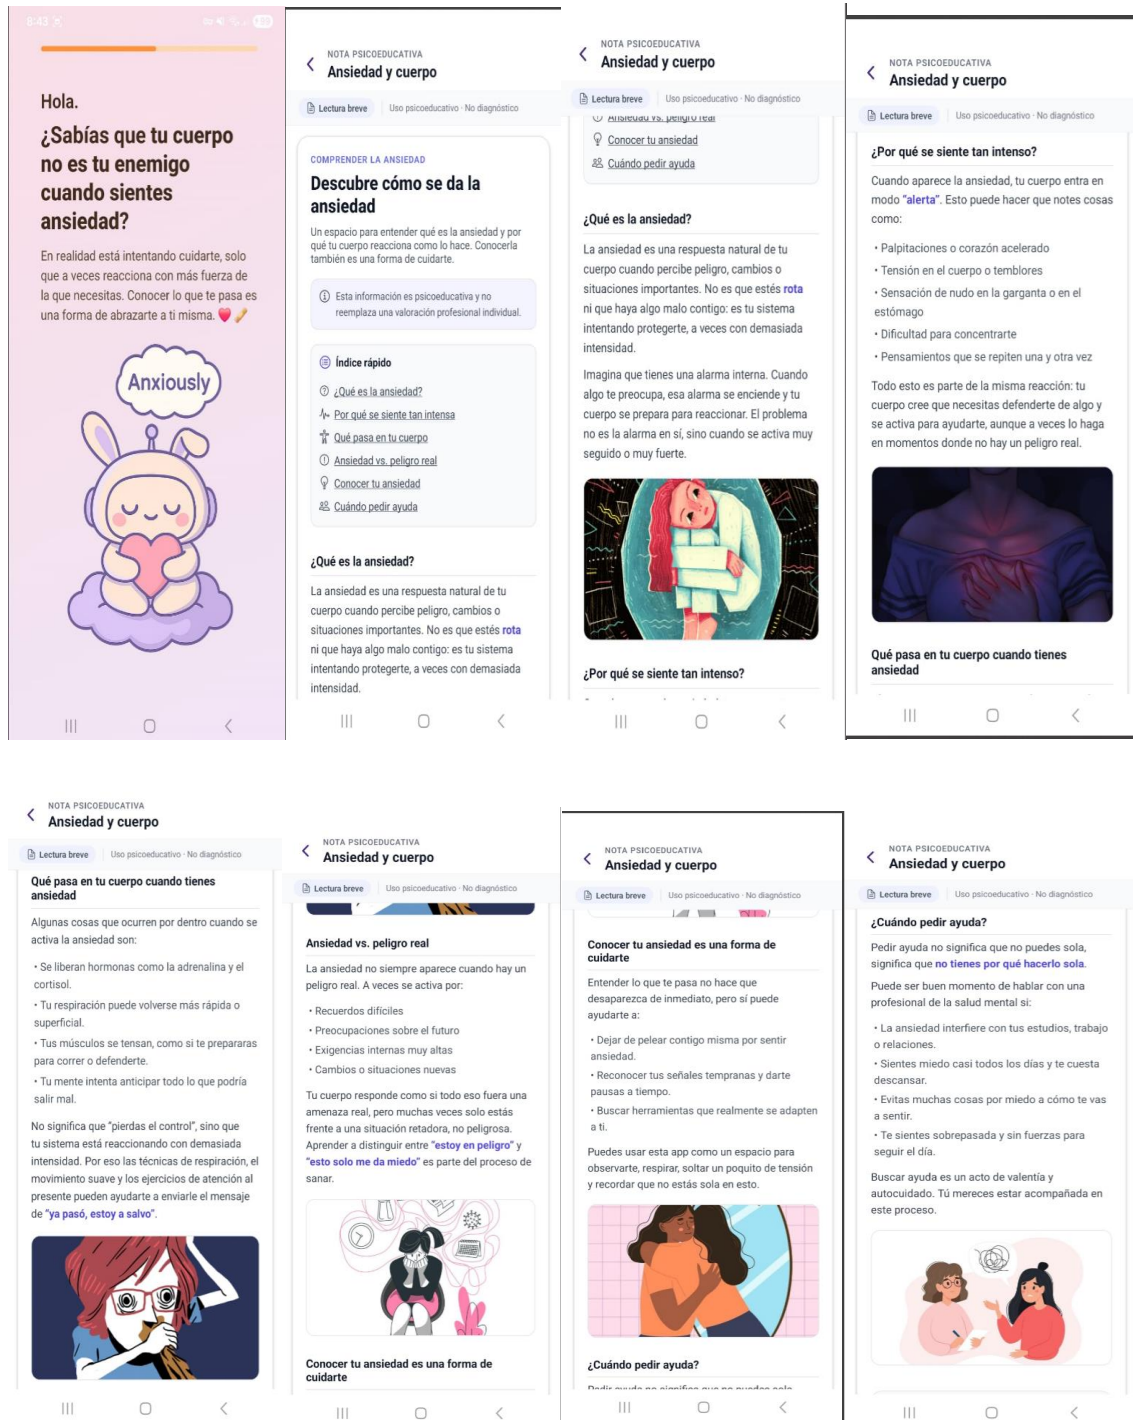 8:43
Hola.
¿Sabías que tu cuerpo
no es tu enemigo
cuando sientes
ansiedad?
En realidad está intentando cuidarte, solo
que a veces reacciona con más fuerza de
la que necesitas. Conocer lo que te pasa es
una forma de abrazarte a ti misma.
Anxiously
NOTA PSICOEDUCATIVA
Ansiedad y cuerpo
Lectura breve
Uso psicoeducativo · No diagnóstico
COMPRENDER LA ANSIEDAD
Descubre cómo se da la
ansiedad
Un espacio para entender qué es la ansiedad y por
qué tu cuerpo reacciona como lo hace. Conocerla
también es una forma de cuidarte.
Esta información es psicoeducativa y no
reemplaza una valoración profesional individual.
Índice rápido
¿Qué es la ansiedad?
Por qué se siente tan intensa
Qué pasa en tu cuerpo
Ansiedad vs. peligro real
Conocer tu ansiedad
Cuándo pedir ayuda
¿Qué es la ansiedad?
La ansiedad es una respuesta natural de tu
cuerpo cuando percibe peligro, cambios o
situaciones importantes. No es que estés rota
ni que haya algo malo contigo: es tu sistema
intentando protegerte, a veces con demasiada
intensidad.
NOTA PSICOEDUCATIVA
Ansiedad y cuerpo
Lectura breve
Uso psicoeducativo · No diagnóstico
Ansiedad vs. peligro real
Conocer tu ansiedad
Cuándo pedir ayuda
¿Qué es la ansiedad?
La ansiedad es una respuesta natural de tu
cuerpo cuando percibe peligro, cambios o
situaciones importantes. No es que estés rota
ni que haya algo malo contigo: es tu sistema
intentando protegerte, a veces con demasiada
intensidad.
Imagina que tienes una alarma interna. Cuando
algo te preocupa, esa alarma se enciende y tu
cuerpo se prepara para reaccionar. El problema
no es la alarma en sí, sino cuando se activa muy
seguido o muy fuerte.
¿Por qué se siente tan intenso?
NOTA PSICOEDUCATIVA
Ansiedad y cuerpo
Lectura breve
Uso psicoeducativo · No diagnóstico
¿Por qué se siente tan intenso?
Cuando aparece la ansiedad, tu cuerpo entra en
modo "alerta". Esto puede hacer que notes cosas
como:
• Palpitaciones o corazón acelerado
• Tensión en el cuerpo o temblores
• Sensación de nudo en la garganta o en el
estómago
• Dificultad para concentrarte
• Pensamientos que se repiten una y otra vez
Todo esto es parte de la misma reacción: tu
cuerpo cree que necesitas defenderte de algo y
se activa para ayudarte, aunque a veces lo haga
en momentos donde no hay un peligro real.
Qué pasa en tu cuerpo cuando tienes
ansiedad
NOTA PSICOEDUCATIVA
Ansiedad y cuerpo
Lectura breve
Uso psicoeducativo · No diagnóstico
Qué pasa en tu cuerpo cuando tienes
ansiedad
Algunas cosas que ocurren por dentro cuando se
activa la ansiedad son:
• Se liberan hormonas como la adrenalina y el
cortisol.
• Tu respiración puede volverse más rápida o
superficial.
• Tus músculos se tensan, como si te prepararas
para correr o defenderte.
• Tu mente intenta anticipar todo lo que podría
salir mal.
No significa que "pierdas el control", sino que
tu sistema está reaccionando con demasiada
intensidad. Por eso las técnicas de respiración, el
movimiento suave y los ejercicios de atención al
presente pueden ayudarte a enviarle el mensaje
de "ya pasó, estoy a salvo".
NOTA PSICOEDUCATIVA
Ansiedad y cuerpo
Lectura breve
Uso psicoeducativo · No diagnóstico
Ansiedad vs. peligro real
La ansiedad no siempre aparece cuando hay un
peligro real. A veces se activa por:
• Recuerdos difíciles
• Preocupaciones sobre el futuro
• Exigencias internas muy altas
• Cambios o situaciones nuevas
Tu cuerpo responde como si todo eso fuera una
amenaza real, pero muchas veces solo estás
frente a una situación retadora, no peligrosa.
Aprender a distinguir entre "estoy en peligro" y
"esto solo me da miedo" es parte del proceso de
sanar.
Conocer tu ansiedad es una forma de
cuidarte
NOTA PSICOEDUCATIVA
Ansiedad y cuerpo
Lectura breve
Uso psicoeducativo · No diagnóstico
Conocer tu ansiedad es una forma de
cuidarte
Entender lo que te pasa no hace que
desaparezca de inmediato, pero sí puede
ayudarte a:
• Dejar de pelear contigo misma por sentir
ansiedad.
• Reconocer tus señales tempranas y darte
pausas a tiempo.
• Buscar herramientas que realmente se adapten
a ti.
Puedes usar esta app como un espacio para
observarte, respirar, soltar un poquito de tensión
y recordar que no estás sola en esto.
¿Cuándo pedir ayuda?
Pedir ayuda no significa que no puedes sola
NOTA PSICOEDUCATIVA
Ansiedad y cuerpo
Lectura breve
Uso psicoeducativo · No diagnóstico
¿Cuándo pedir ayuda?
Pedir ayuda no significa que no puedes sola,
significa que no tienes por qué hacerlo sola.
Puede ser buen momento de hablar con una
profesional de la salud mental si:
• La ansiedad interfiere con tus estudios, trabajo
o relaciones.
• Sientes miedo casi todos los días y te cuesta
descansar.
• Evitas muchas cosas por miedo a cómo te vas
a sentir.
• Te sientes sobrepasada y sin fuerzas para
seguir el día.
Buscar ayuda es un acto de valentía y
autocuidado. Tú mereces estar acompañada en
este proceso.